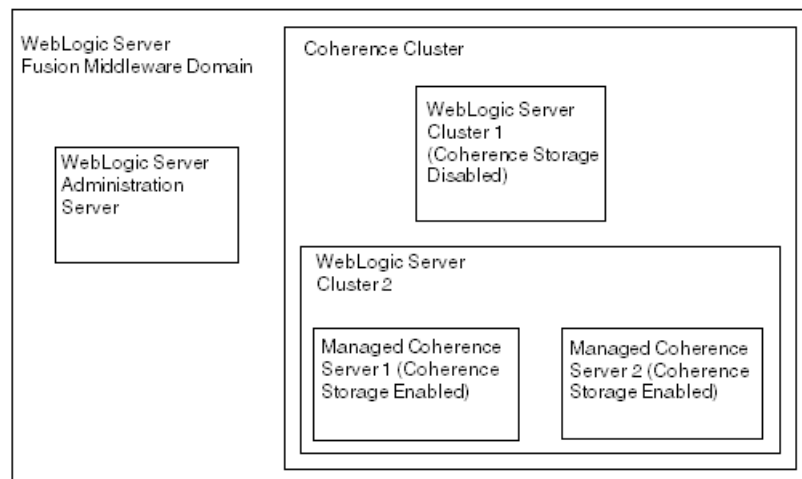 WebLogic Server
Fusion Middleware Domain
Coherence Cluster
WebLogic Server
Cluster 1
(Coherence Storage
Disabled)
WebLogic Server
Administration
Server
WebLogic Server
Cluster 2
Managed Coherence
Server 1 (Coherence
Storage Enabled)
Managed Coherence
Server 2 (Coherence
Storage Enabled)